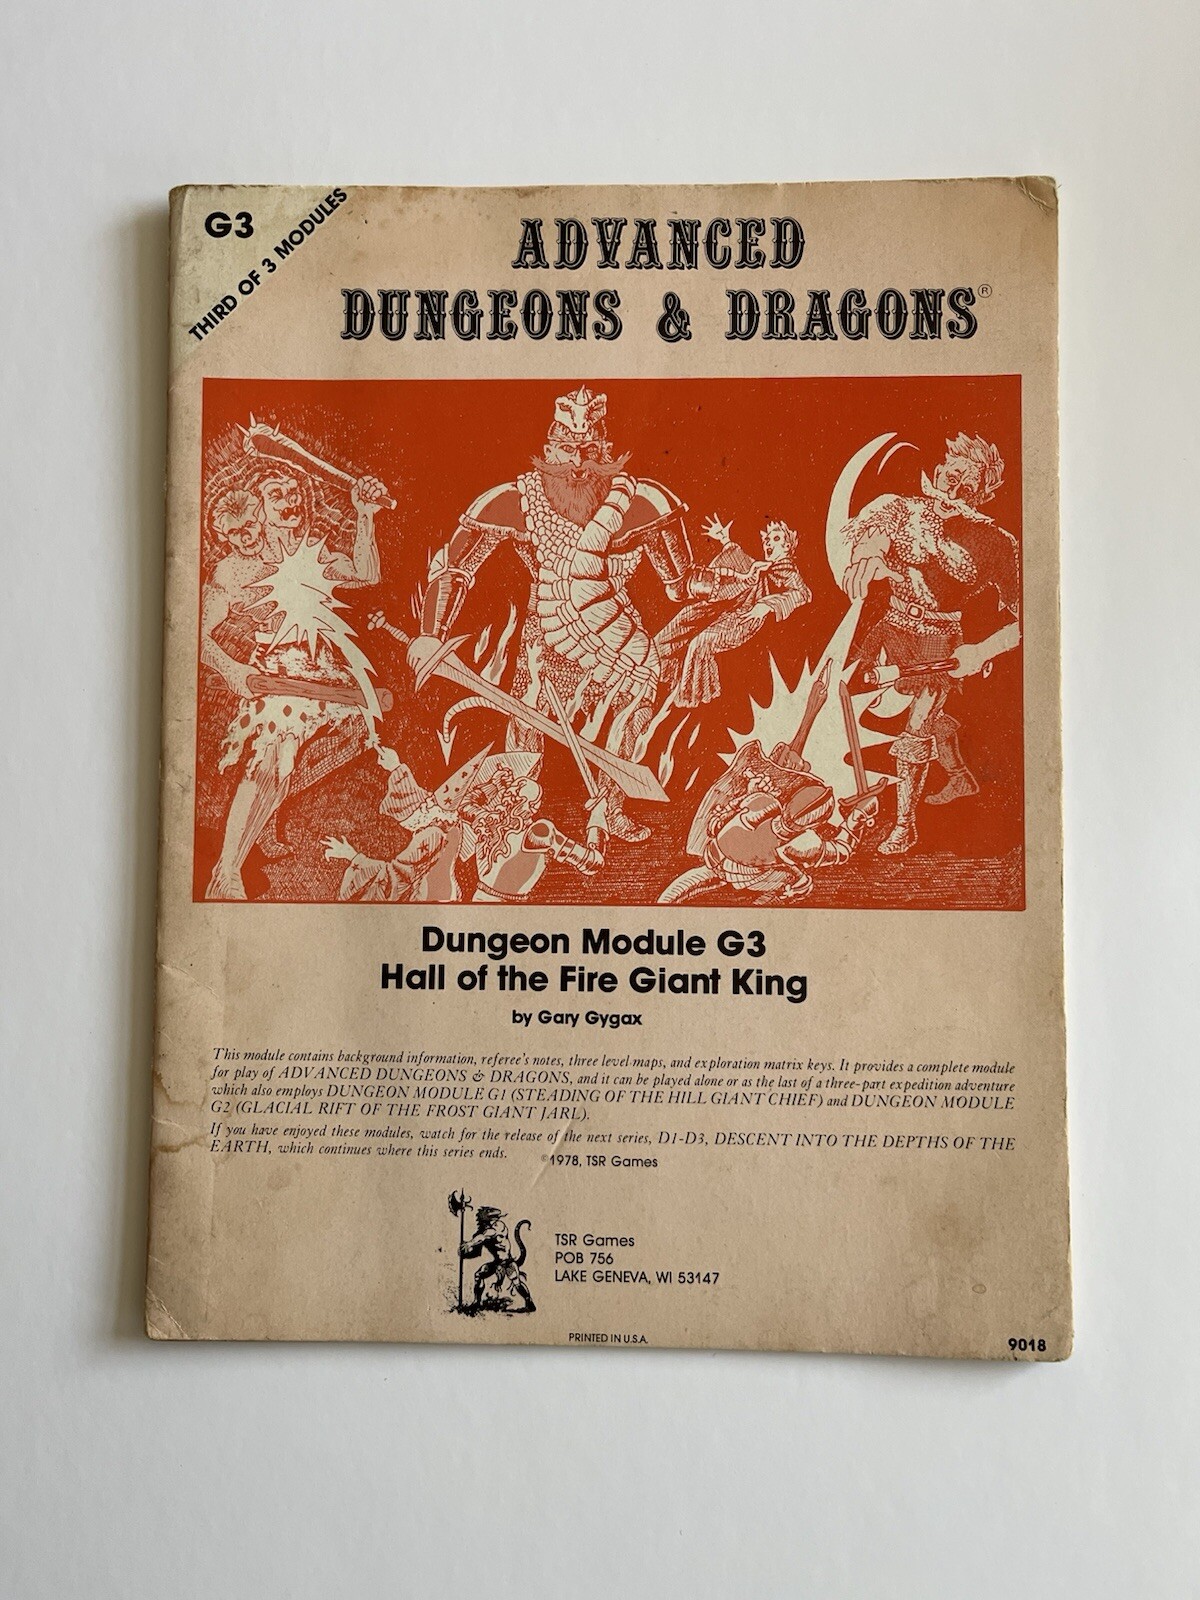 G3
THIRD OF 3 MODULES
ADVANCED
DUNGEONS & DRAGONS®
Dungeon Module G3
Hall of the Fire Giant King
by Gary Gygax
This module contains background information, referee's notes, three level maps, and exploration matrix keys. It provides a complete module
for play of ADVANCED DUNGEONS & DRAGONS, and it can be played alone or as the last of a three-part expedition adventure
which also employs DUNGEON MODULE G1 (STEADING OF THE HILL GIANT CHIEF) and DUNGEON MODULE
G2 (GLACIAL RIFT OF THE FROST GIANT JARL).
If you have enjoyed these modules, watch for the release of the next series, D1-D3, DESCENT INTO THE DEPTHS OF THE
EARTH, which continues where this series ends.
©1978, TSR Games
TSR Games
POB 756
LAKE GENEVA, WI 53147
PRINTED IN U.S.A.
9018